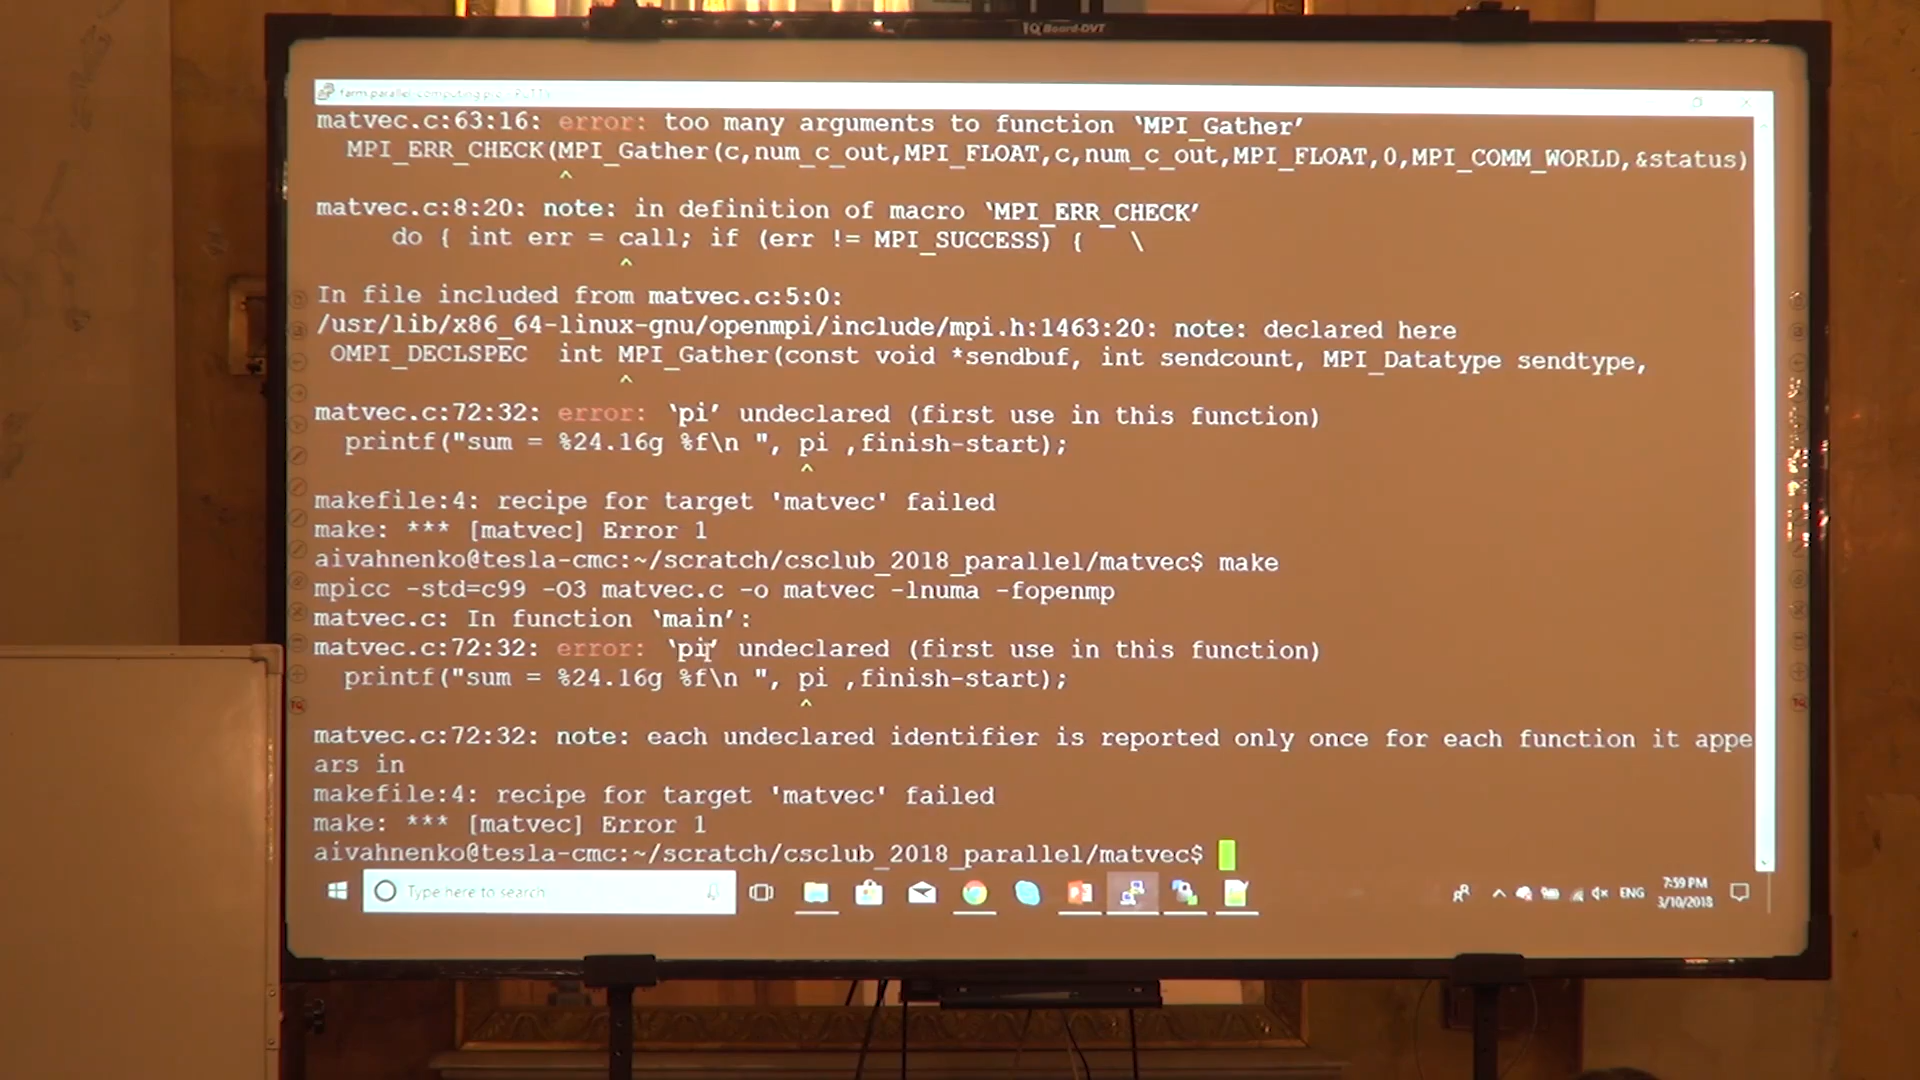 IQBoard-DVT
matvec.c:63:16: error: too many arguments to function ‘MPI_Gather’
MPI_ERR_CHECK(MPI_Gather(c,num_c_out,MPI_FLOAT,c,num_c_out,MPI_FLOAT,0,MPI_COMM_WORLD,&status)
^
matvec.c:8:20: note: in definition of macro ‘MPI_ERR_CHECK’
do { int err = call; if (err != MPI_SUCCESS) { \
^
In file included from matvec.c:5:0:
/usr/lib/x86_64-linux-gnu/openmpi/include/mpi.h:1463:20: note: declared here
OMPI_DECLSPEC  int MPI_Gather(const void *sendbuf, int sendcount, MPI_Datatype sendtype,
^
matvec.c:72:32: error: ‘pi’ undeclared (first use in this function)
printf("sum = %24.16g %f\n ", pi ,finish-start);
^
makefile:4: recipe for target 'matvec' failed
make: *** [matvec] Error 1
aivahnenko@tesla-cmc:~/scratch/csclub_2018_parallel/matvec$ make
mpicc -std=c99 -O3 matvec.c -o matvec -lnuma -fopenmp
matvec.c: In function ‘main’:
matvec.c:72:32: error: ‘pi’ undeclared (first use in this function)
printf("sum = %24.16g %f\n ", pi ,finish-start);
^
matvec.c:72:32: note: each undeclared identifier is reported only once for each function it appe
ars in
makefile:4: recipe for target 'matvec' failed
make: *** [matvec] Error 1
aivahnenko@tesla-cmc:~/scratch/csclub_2018_parallel/matvec$
Type here to search
ENG
7:59 PM
3/10/2018